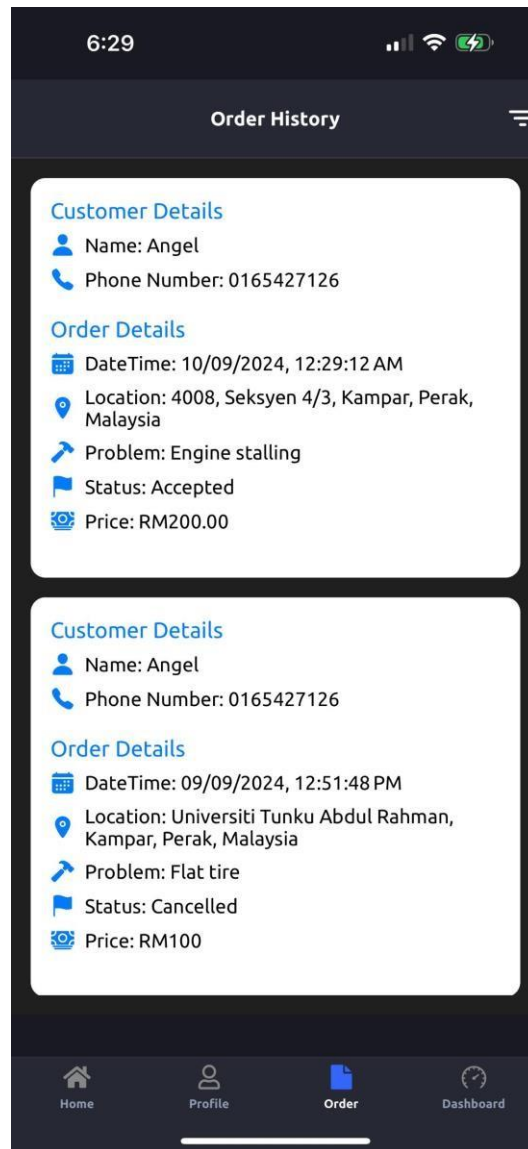 6:29
Order History
Customer Details
Name: Angel
Phone Number: 0165427126
Order Details
DateTime: 10/09/2024, 12:29:12 AM
Location: 4008, Seksyen 4/3, Kampar, Perak,
Malaysia
Problem: Engine stalling
Status: Accepted
Price: RM200.00
Customer Details
Name: Angel
Phone Number: 0165427126
Order Details
DateTime: 09/09/2024, 12:51:48 PM
Location: Universiti Tunku Abdul Rahman,
Kampar, Perak, Malaysia
Problem: Flat tire
Status: Cancelled
Price: RM100
Home Profile Order Dashboard